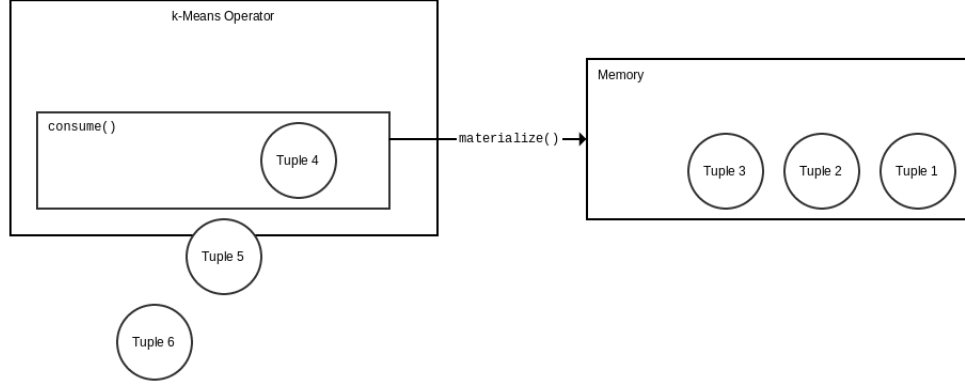 k-Means Operator
Memory
consume()
materialize()
Tuple 4
Tuple 3
Tuple 2
Tuple 1
Tuple 5
Tuple 6